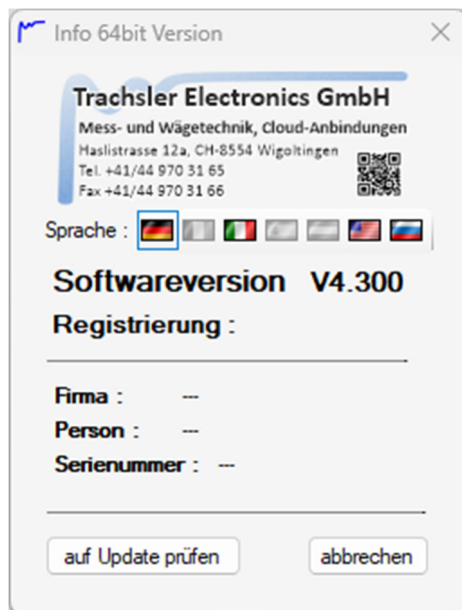 Info 64bit Version
Trachsler Electronics GmbH
Mess- und Wägetechnik, Cloud-Anbindungen
Haslistrasse 12a, CH-8554 Wigoltingen
Tel. +41/44 970 31 65
Fax +41/44 970 31 66
Sprache :
Softwareversion V4.300
Registrierung :
Firma : ---
Person : ---
Serienummer : ---
auf Update prüfen abbrechen